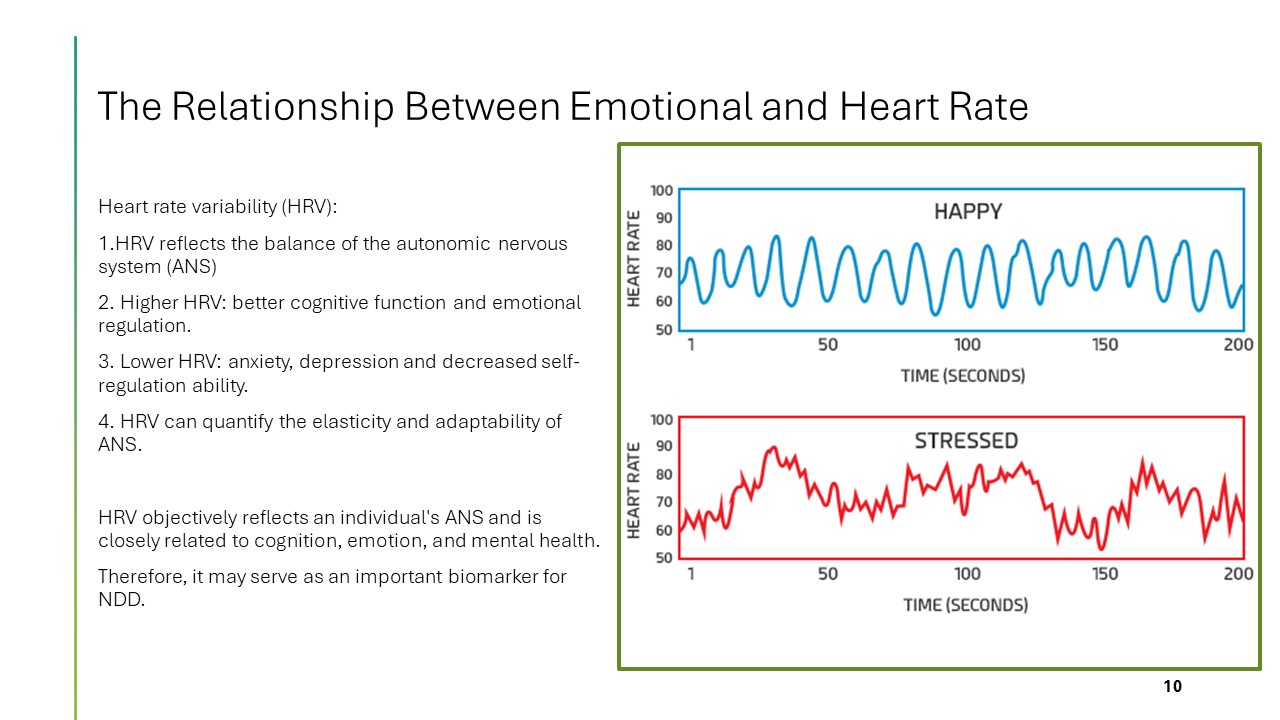 The Relationship Between Emotional and Heart Rate
Heart rate variability (HRV):
1.HRV reflects the balance of the autonomic nervous
system (ANS)
2. Higher HRV: better cognitive function and emotional
regulation.
3. Lower HRV: anxiety, depression and decreased self-
regulation ability.
4. HRV can quantify the elasticity and adaptability of
ANS.
HRV objectively reflects an individual's ANS and is
closely related to cognition, emotion, and mental health.
Therefore, it may serve as an important biomarker for
NDD.
HAPPY
HEART RATE
100
90
80
70
60
50
1 50 100 150 200
TIME (SECONDS)
STRESSED
HEART RATE
100
90
80
70
60
50
1 50 100 150 200
TIME (SECONDS)
10